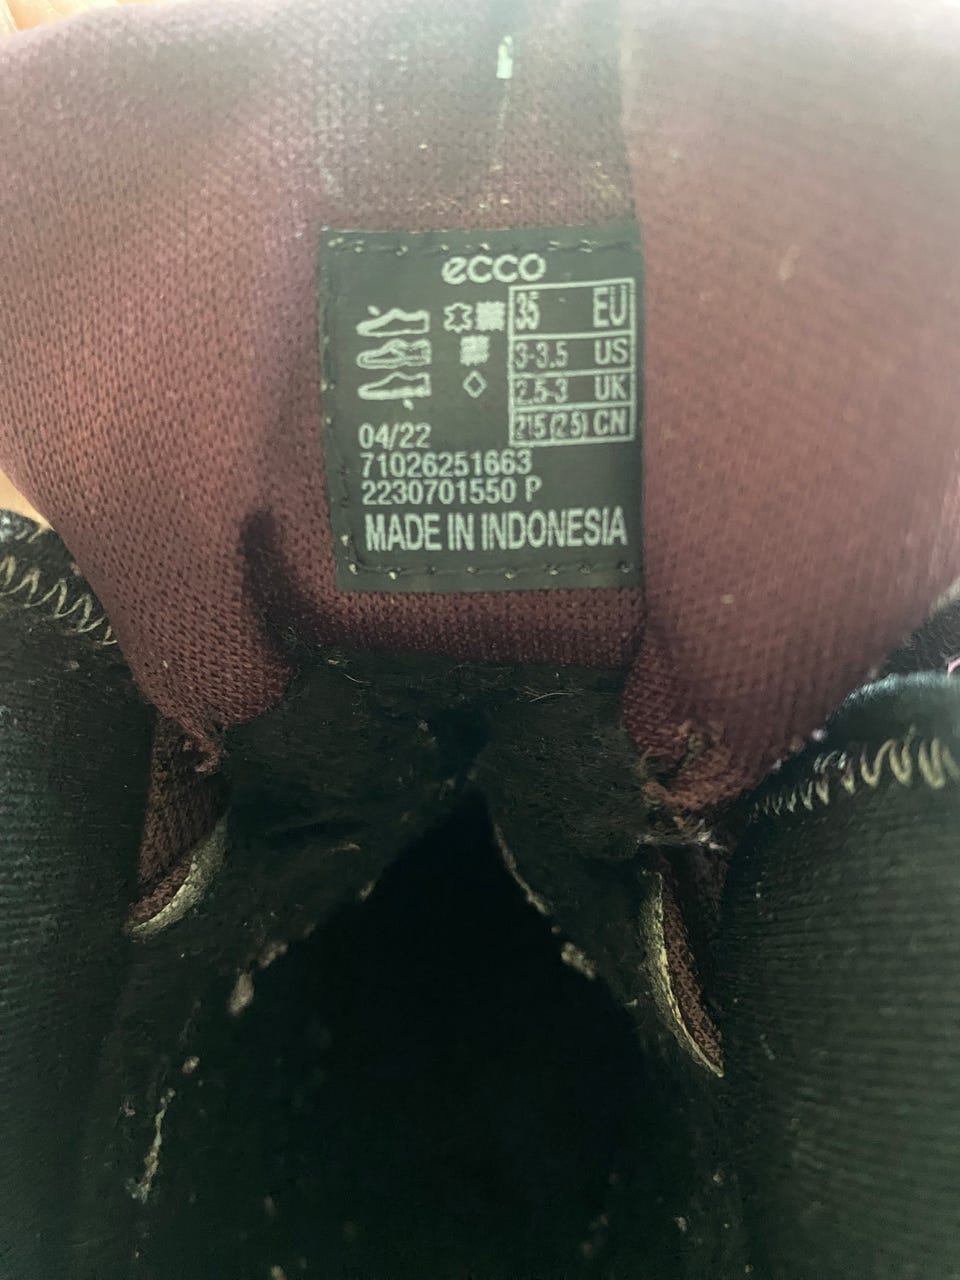 ecco
35 EU
3-3.5 US
2.5-3 UK
215 (2.5) CN
04/22
71026251663
2230701550 P
MADE IN INDONESIA